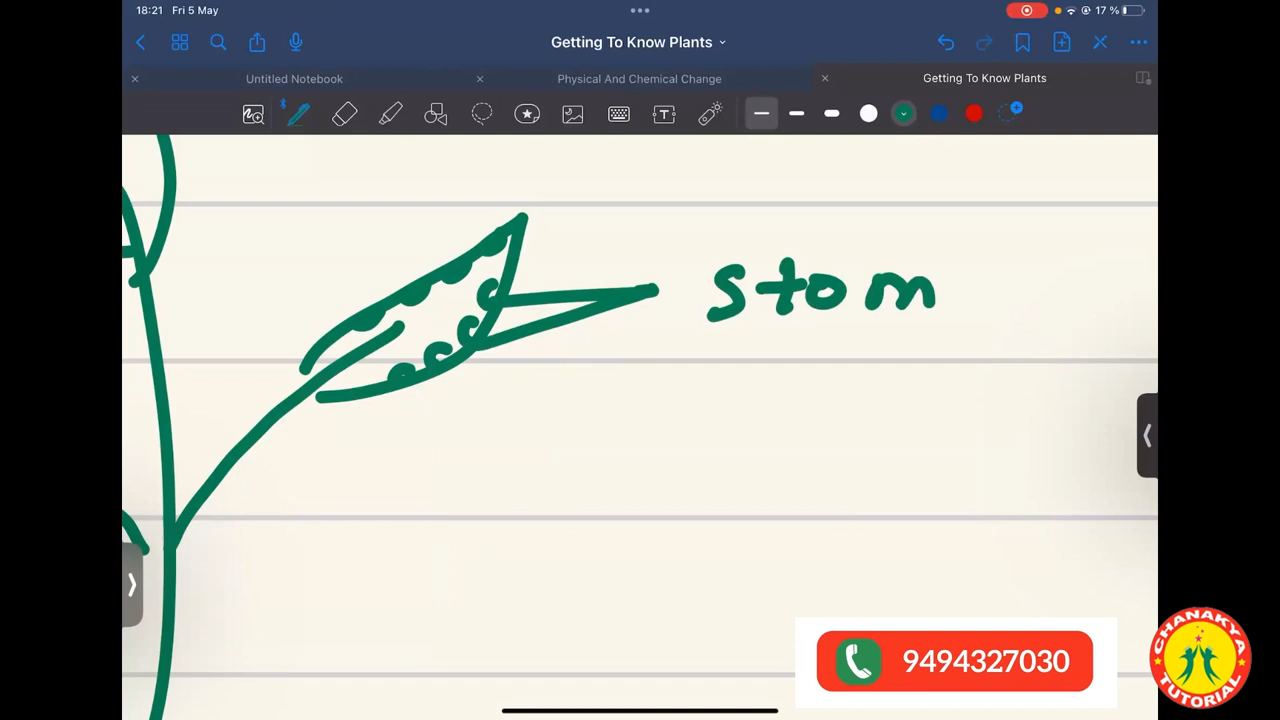 18:21 Fri 5 May
17 %
Getting To Know Plants
Untitled Notebook
Physical And Chemical Change
Getting To Know Plants
T
stom
9494327030
CHANAKYA
TUTORIAL